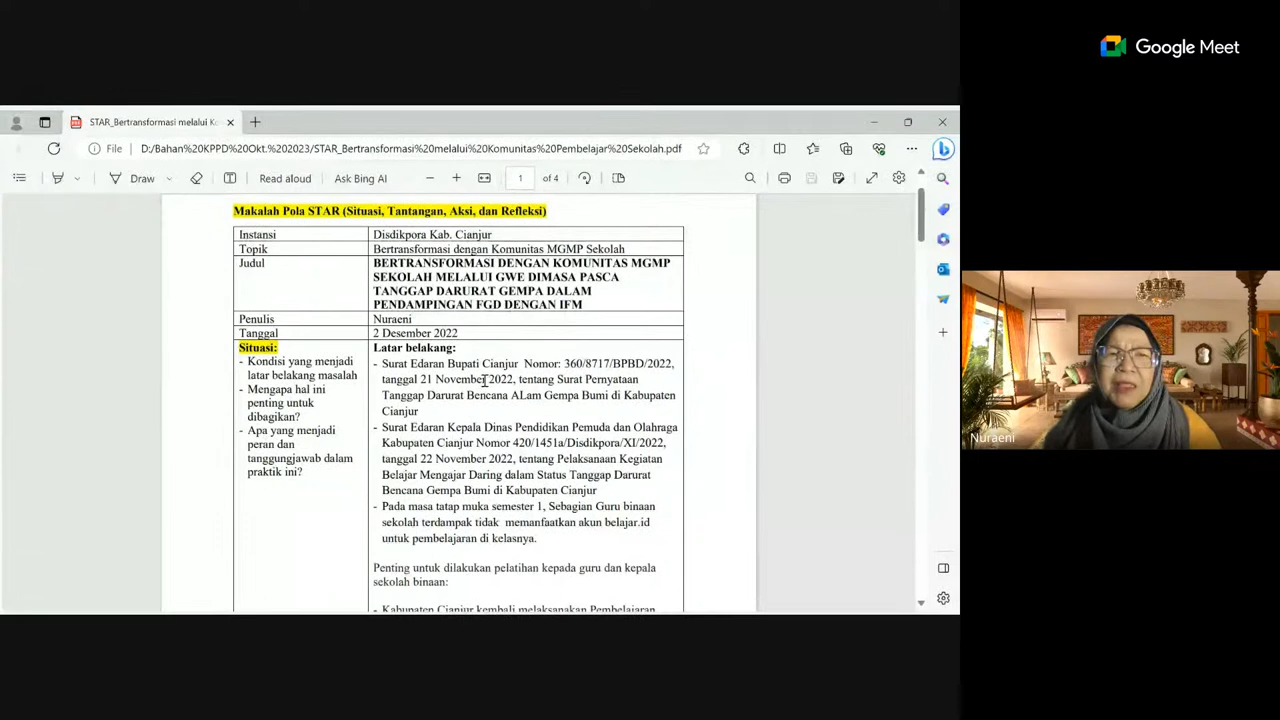 Google Meet
STAR_Bertransformasi melalui Ko
File
D:/Bahan%20KPPD%20Okt.%202023/STAR_Bertransformasi%20melalui%20Komunitas%20Pembelajar%20Sekolah.pdf
Draw
Read aloud
Ask Bing AI
1
of 4
Makalah Pola STAR (Situasi, Tantangan, Aksi, dan Refleksi)
Instansi
Disdikpora Kab. Cianjur
Topik
Bertransformasi dengan Komunitas MGMP Sekolah
Judul
BERTRANSFORMASI DENGAN KOMUNITAS MGMP
SEKOLAH MELALUI GWE DIMASA PASCA
TANGGAP DARURAT GEMPA DALAM
PENDAMPINGAN FGD DENGAN IFM
Penulis
Nuraeni
Tanggal
2 Desember 2022
Situasi:
- Kondisi yang menjadi
latar belakang masalah
- Mengapa hal ini
penting untuk
dibagikan?
- Apa yang menjadi
peran dan
tanggungjawab dalam
praktik ini?
Latar belakang:
- Surat Edaran Bupati Cianjur Nomor: 360/8717/BPBD/2022,
tanggal 21 November 2022, tentang Surat Pernyataan
Tanggap Darurat Bencana ALam Gempa Bumi di Kabupaten
Cianjur
- Surat Edaran Kepala Dinas Pendidikan Pemuda dan Olahraga
Kabupaten Cianjur Nomor 420/1451a/Disdikpora/XI/2022,
tanggal 22 November 2022, tentang Pelaksanaan Kegiatan
Belajar Mengajar Daring dalam Status Tanggap Darurat
Bencana Gempa Bumi di Kabupaten Cianjur
- Pada masa tatap muka semester 1, Sebagian Guru binaan
sekolah terdampak tidak memanfaatkan akun belajar.id
untuk pembelajaran di kelasnya.
Penting untuk dilakukan pelatihan kepada guru dan kepala
sekolah binaan:
- Kabupaten Cianjur kembali melaksanakan Pembelajaran
Nuraeni